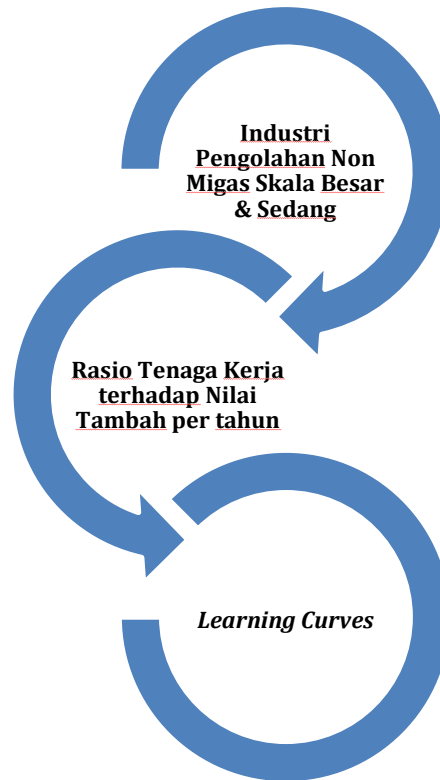 Industri
Pengolahan Non
Migas Skala Besar
& Sedang
Rasio Tenaga Kerja
terhadap Nilai
Tambah per tahun
Learning Curves